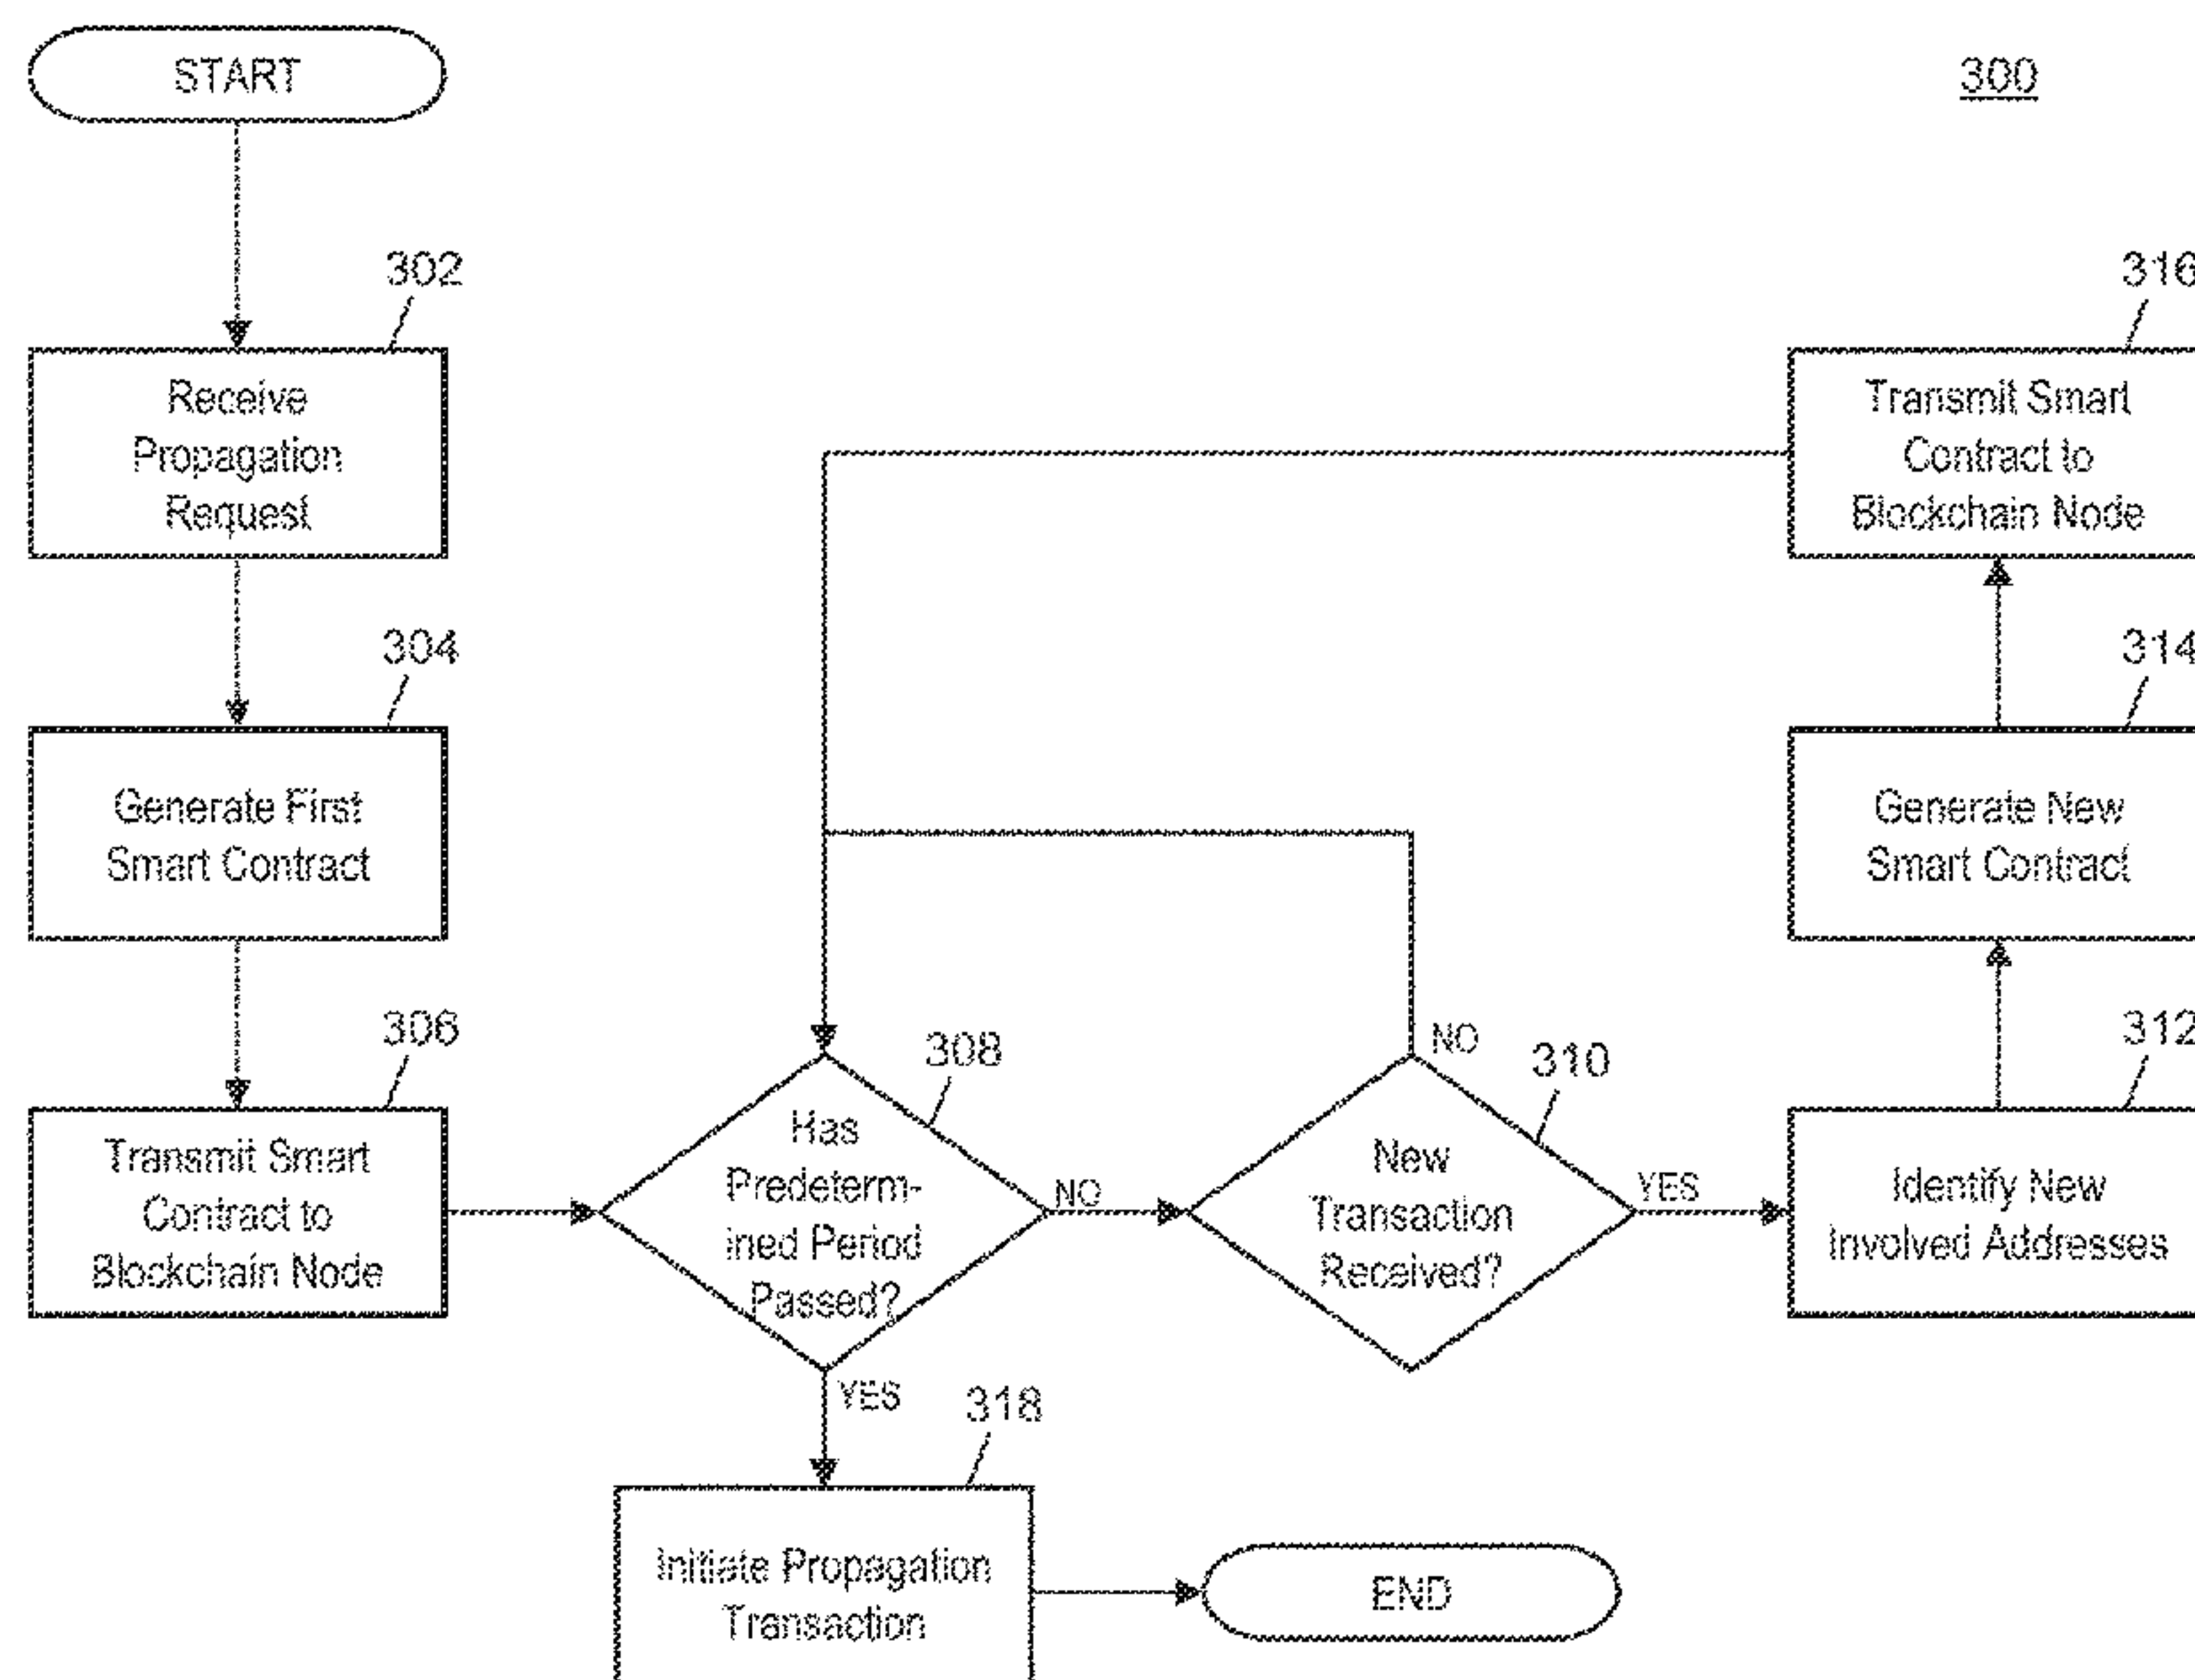 START
300
302
Receive
Propagation
Request
304
Generate First
Smart Contract
306
Transmit Smart
Contract to
Blockchain Node
308
Has
Predeterm-
ined Period
Passed?
NO
YES
310
New
Transaction
Received?
NO
YES
312
Identify New
Involved Addresses
314
Generate New
Smart Contract
316
Transmit Smart
Contract to
Blockchain Node
318
Initiate Propagation
Transaction
END